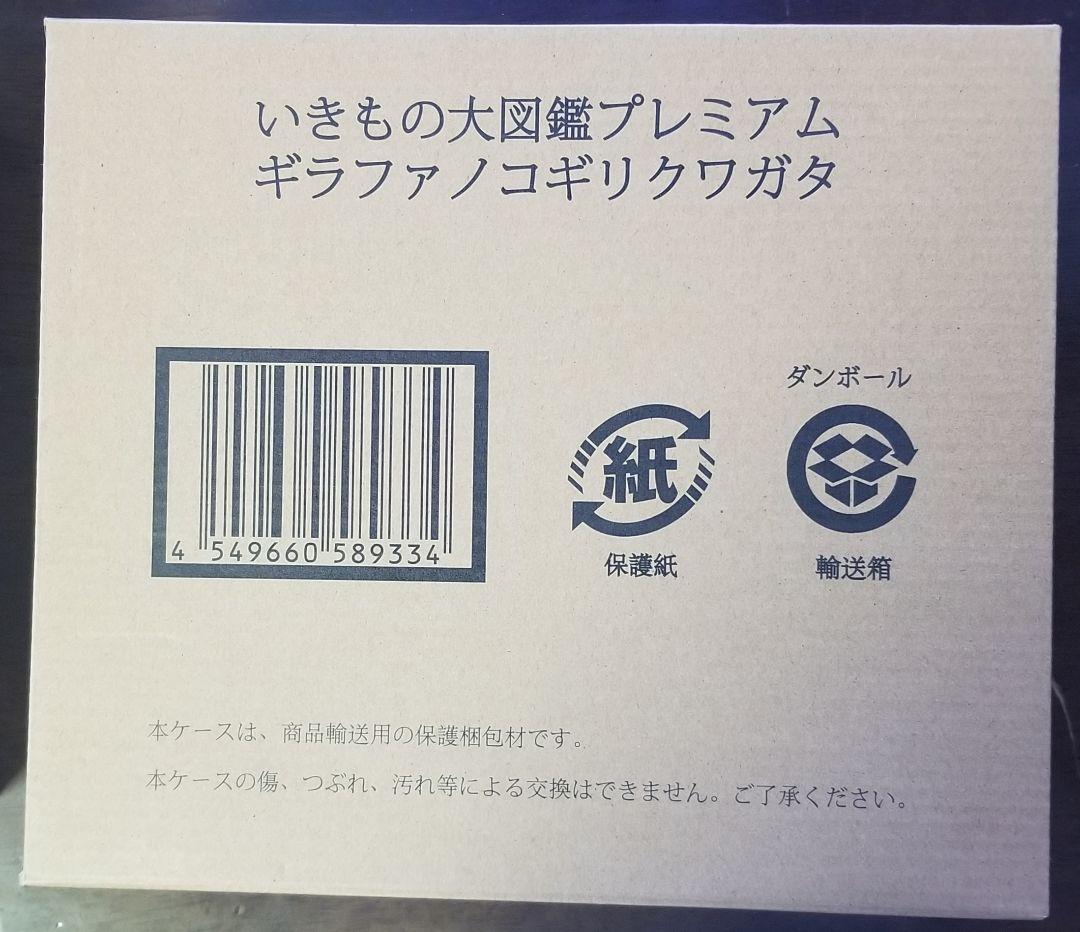 いきもの大図鑑プレミアム
ギラファノコギリクワガタ
ダンボール
紙
4 549660 589334
保護紙
輸送箱
本ケースは、商品輸送用の保護梱包材です。
本ケースの傷、つぶれ、汚れ等による交換はできません。ご了承ください。